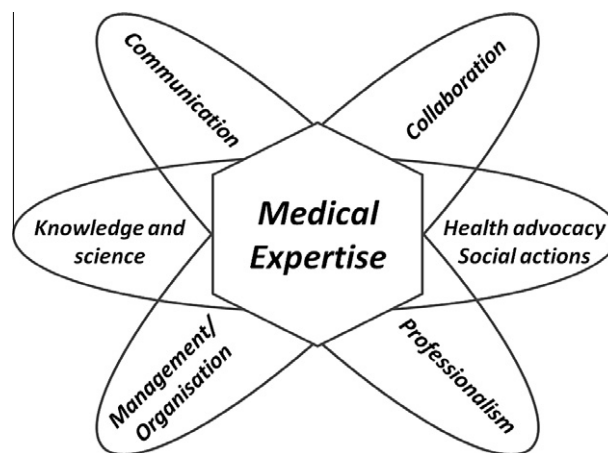 Communication
Collaboration
Knowledge and
science
Medical
Expertise
Health advocacy
Social actions
Management/
Organisation
Professionalism